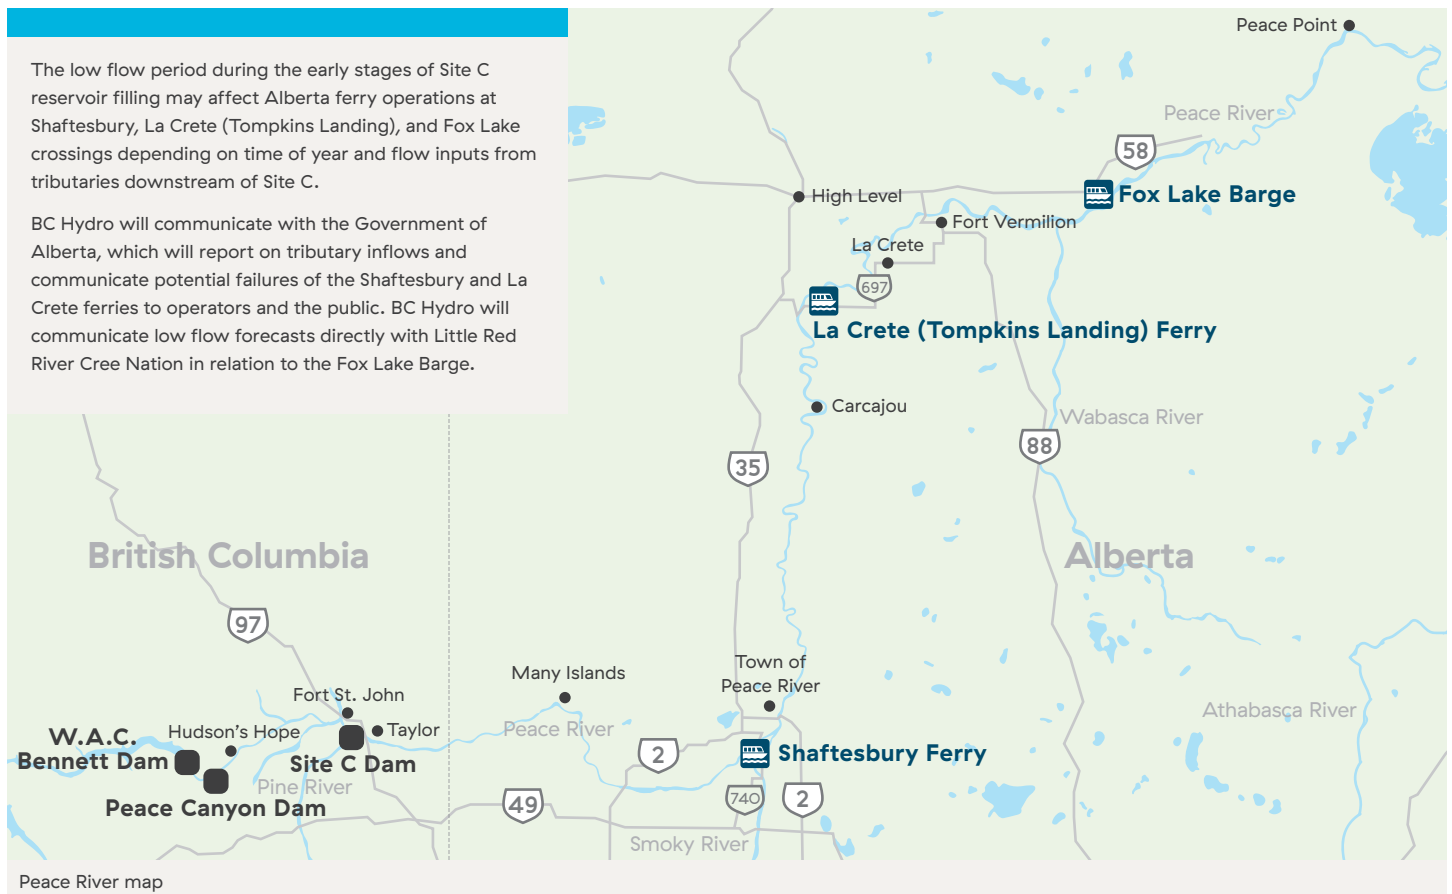 The low flow period during the early stages of Site C
reservoir filling may affect Alberta ferry operations at
Shaftesbury, La Crete (Tompkins Landing), and Fox Lake
crossings depending on time of year and flow inputs from
tributaries downstream of Site C.
BC Hydro will communicate with the Government of
Alberta, which will report on tributary inflows and
communicate potential failures of the Shaftesbury and La
Crete ferries to operators and the public. BC Hydro will
communicate low flow forecasts directly with Little Red
River Cree Nation in relation to the Fox Lake Barge.
Peace Point
Peace River
58
Fox Lake Barge
High Level
Fort Vermilion
La Crete
697
La Crete (Tompkins Landing) Ferry
Carcajou
Wabasca River
88
35
British Columbia
Alberta
97
Town of
Peace River
Many Islands
Fort St. John
Athabasca River
Hudson's Hope
Taylor
Peace River
W.A.C.
Bennett Dam
Site C Dam
2
Shaftesbury Ferry
Pine River
Peace Canyon Dam
49
740
2
Smoky River
Peace River map